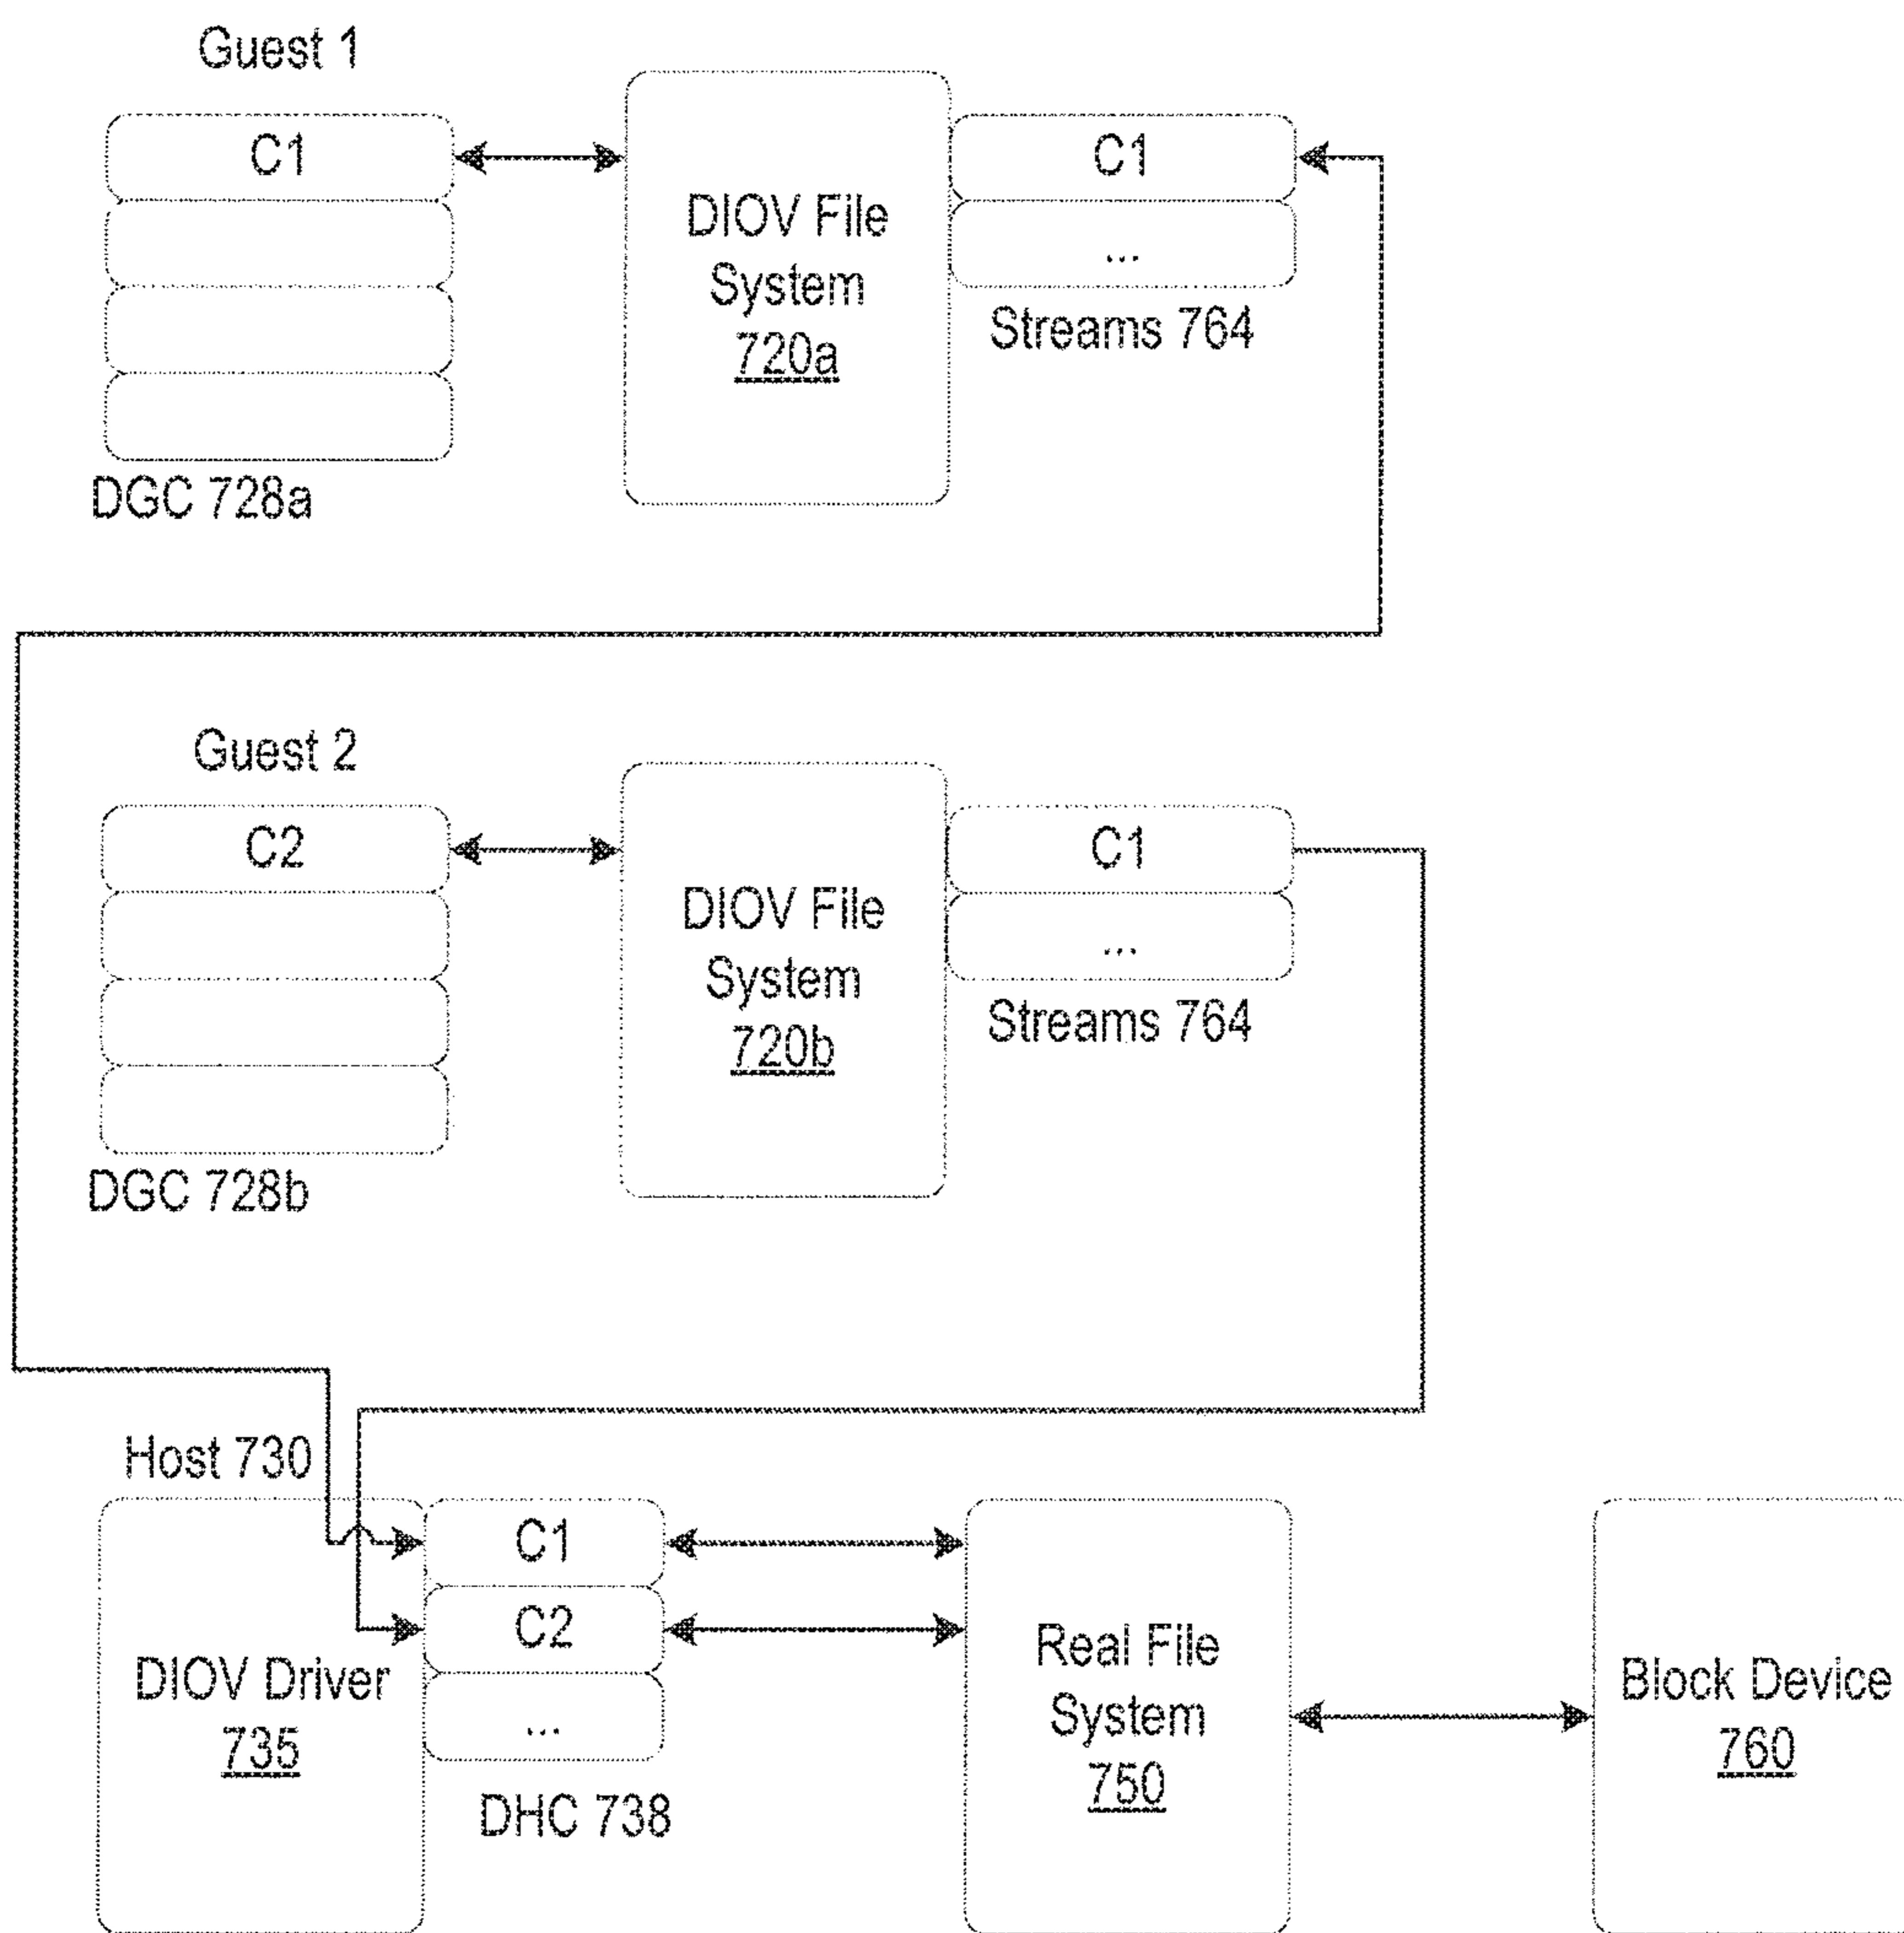 Guest 1
C1
DIOV File
System
720a
C1
...
Streams 764
DGC 728a
Guest 2
C2
DIOV File
System
720b
C1
...
Streams 764
DGC 728b
Host 730
DIOV Driver
735
C1
C2
...
DHC 738
Real File
System
750
Block Device
760